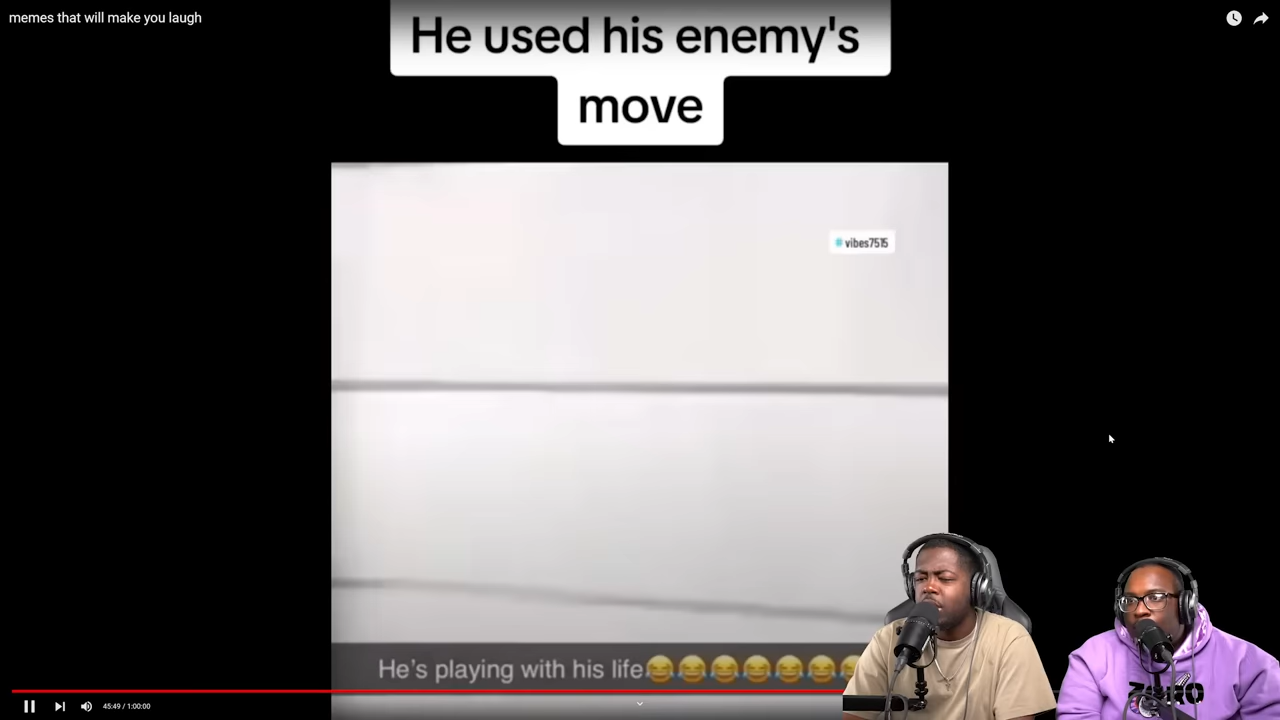 memes that will make you laugh
He used his enemy's
move
# vibes7515
He's playing with his life😂😂😂😂😂😂😂
45:49 / 1:00:00